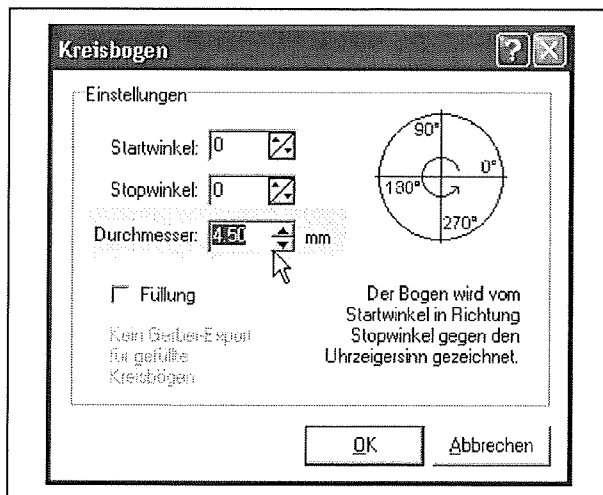 Kreisbogen
Einstellungen
Startwinkel: 0
Stopwinkel: 0
Durchmesser: 4.50 mm
Füllung
Kein Gerber-Export
für gefüllte
Kreisbögen
90°
0°
180°
270°
Der Bogen wird vom
Startwinkel in Richtung
Stopwinkel gegen den
Uhrzeigersinn gezeichnet.
OK
Abbrechen